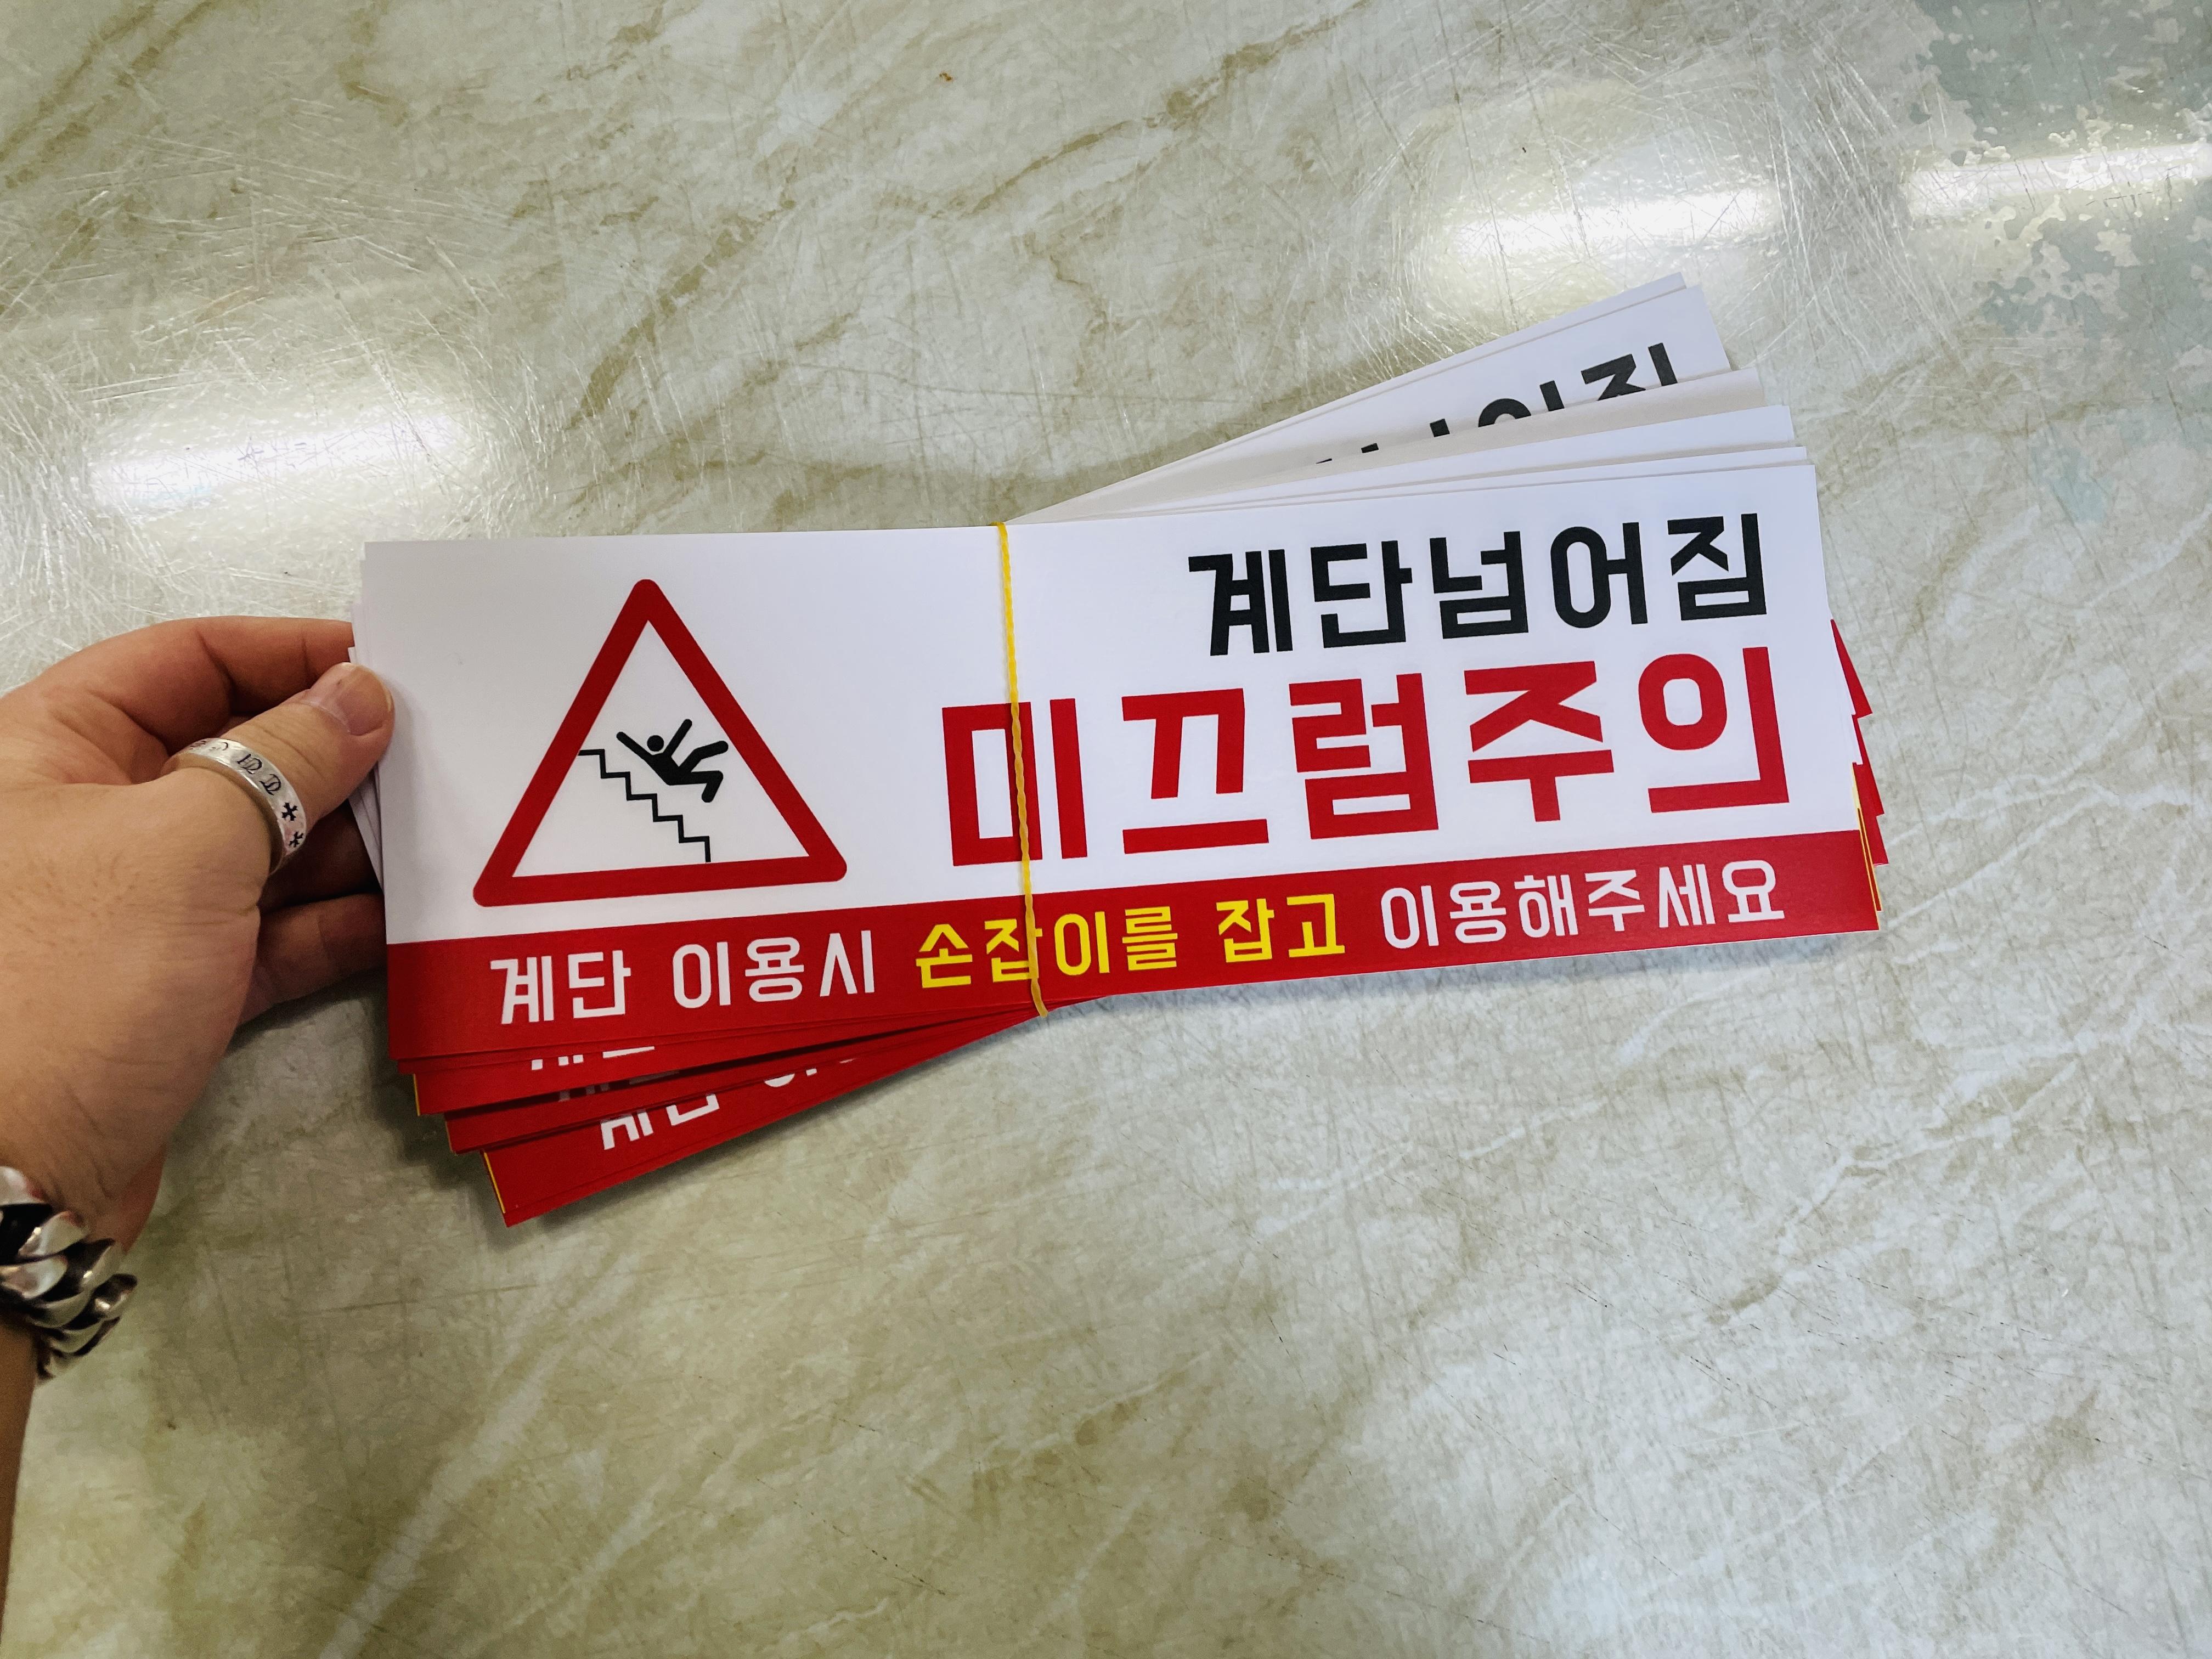 계단넘어짐
미끄럼주의
계단 이용시 손잡이를 잡고 이용해주세요